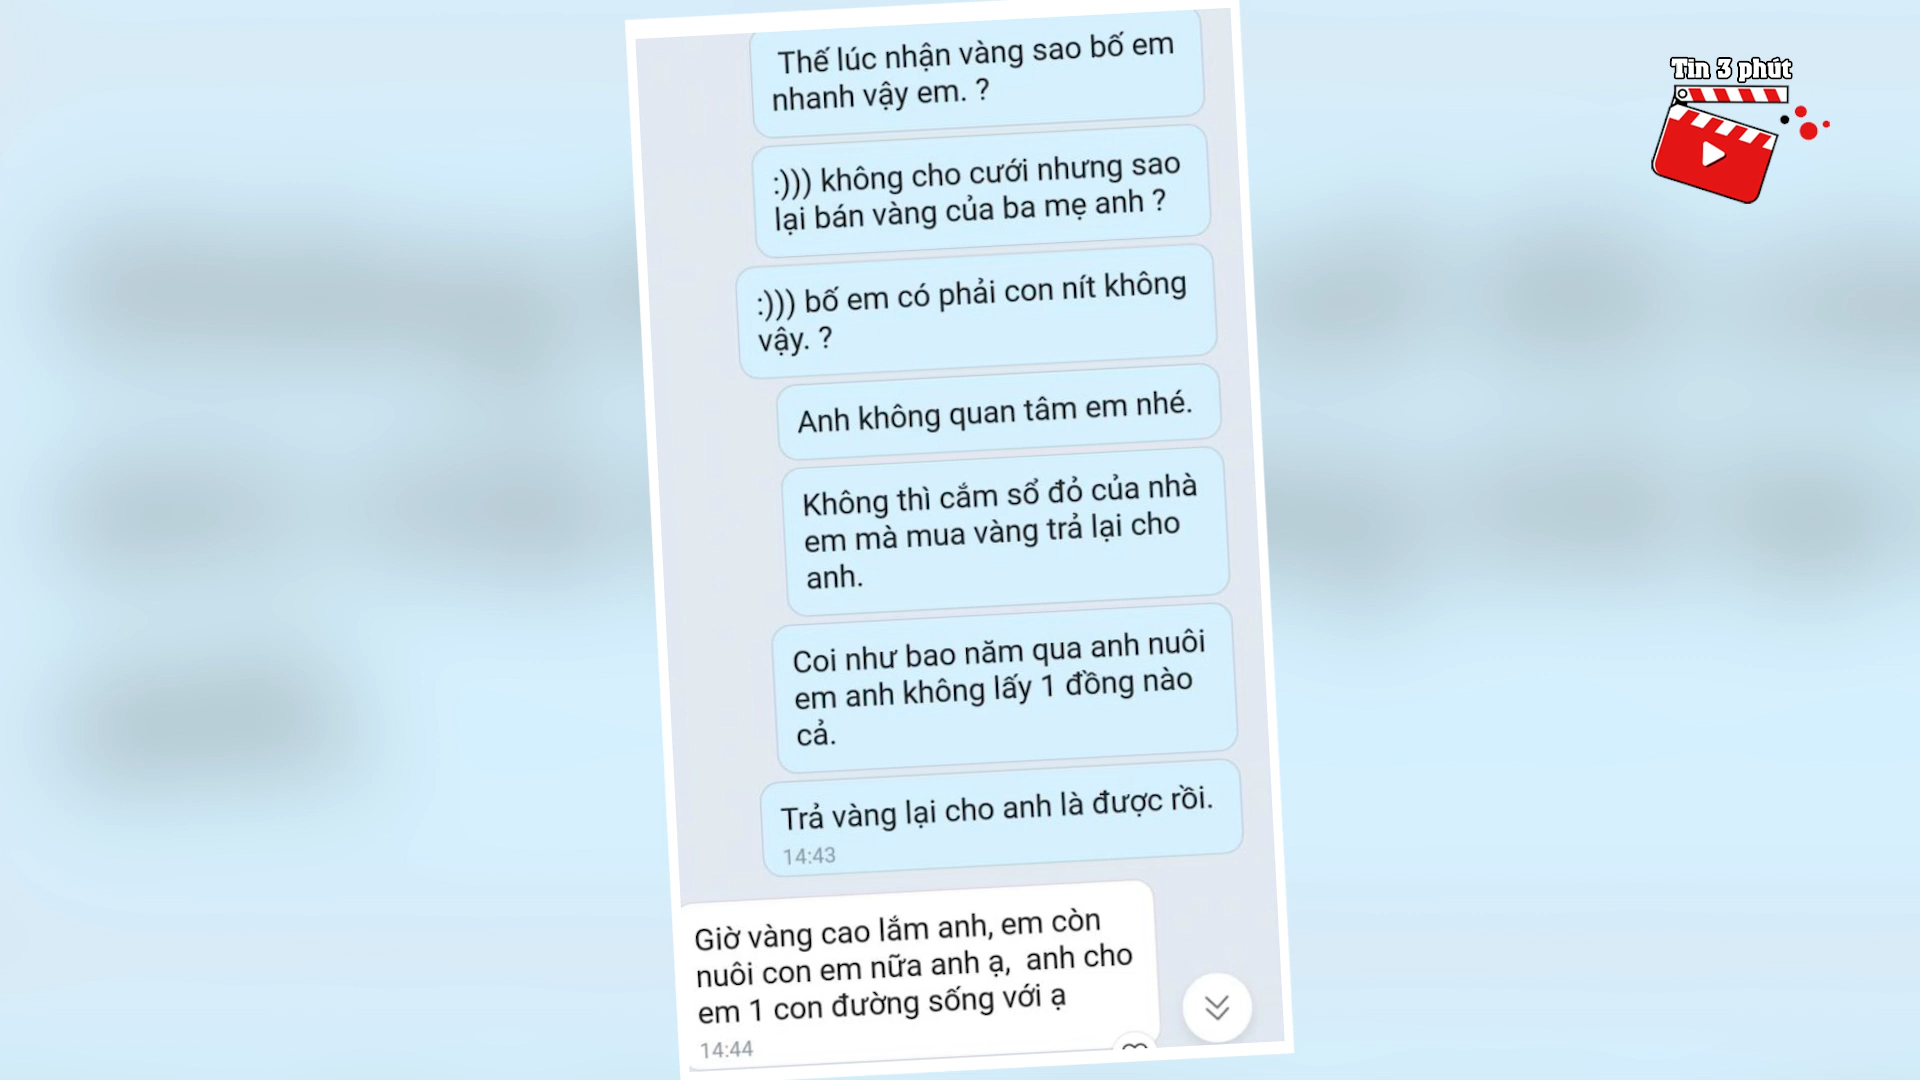 Tin 3 phút
Thế lúc nhận vàng sao bố em
nhanh vậy em. ?
:))) không cho cưới nhưng sao
lại bán vàng của ba mẹ anh ?
:))) bố em có phải con nít không
vậy. ?
Anh không quan tâm em nhé.
Không thì cắm sổ đỏ của nhà
em mà mua vàng trả lại cho
anh.
Coi như bao năm qua anh nuôi
em anh không lấy 1 đồng nào
cả.
Trả vàng lại cho anh là được rồi.
14:43
Giờ vàng cao lắm anh, em còn
nuôi con em nữa anh ạ, anh cho
em 1 con đường sống với ạ
14:44